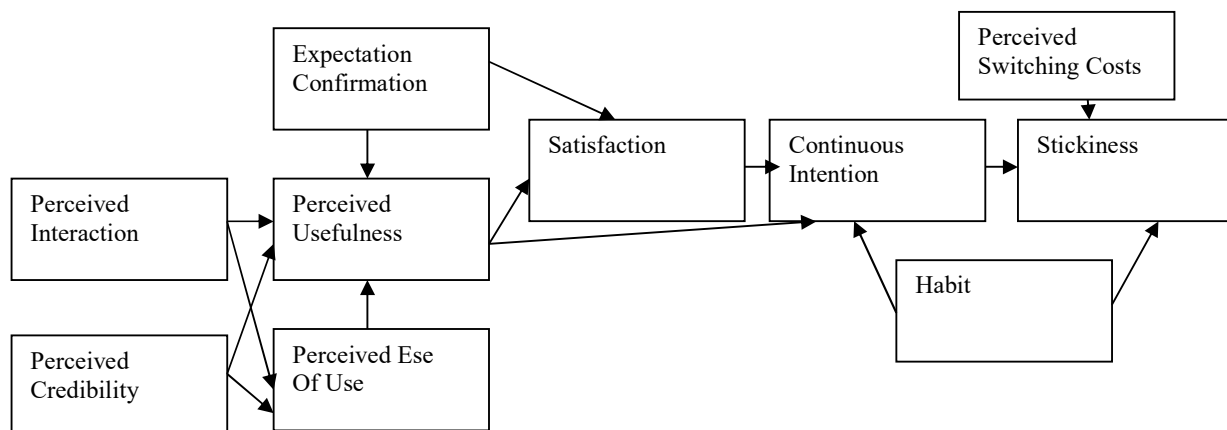 Expectation
Confirmation
Perceived
Switching Costs
Satisfaction
Continuous
Intention
Stickiness
Perceived
Interaction
Perceived
Usefulness
Habit
Perceived
Credibility
Perceived Ese
Of Use